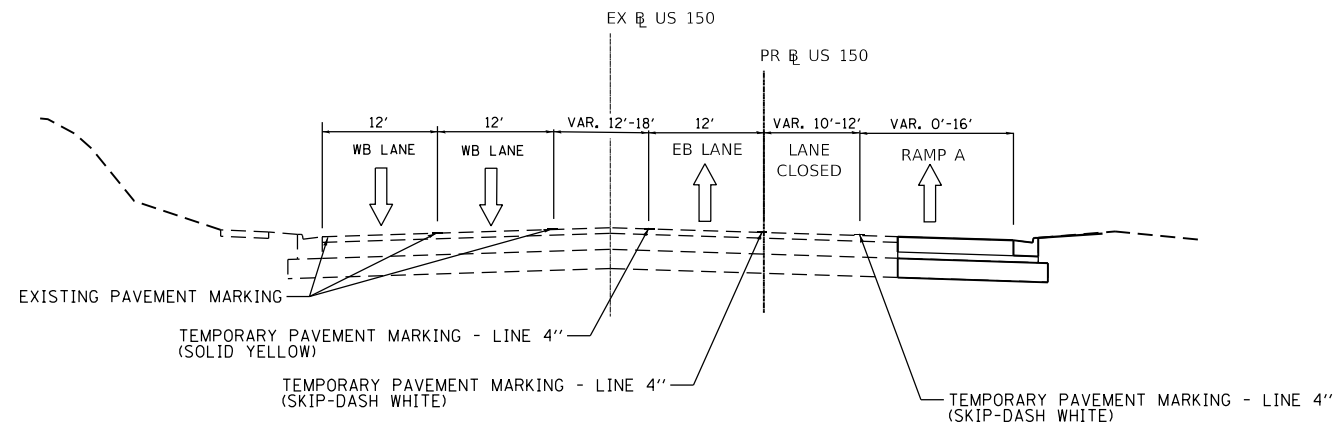 EX ℄ US 150
PR ℄ US 150
12'
12'
VAR. 12'-18'
12'
VAR. 10'-12'
VAR. 0'-16'
WB LANE
WB LANE
EB LANE
LANE
CLOSED
RAMP A
EXISTING PAVEMENT MARKING
TEMPORARY PAVEMENT MARKING - LINE 4''
(SOLID YELLOW)
TEMPORARY PAVEMENT MARKING - LINE 4''
(SKIP-DASH WHITE)
TEMPORARY PAVEMENT MARKING - LINE 4''
(SKIP-DASH WHITE)